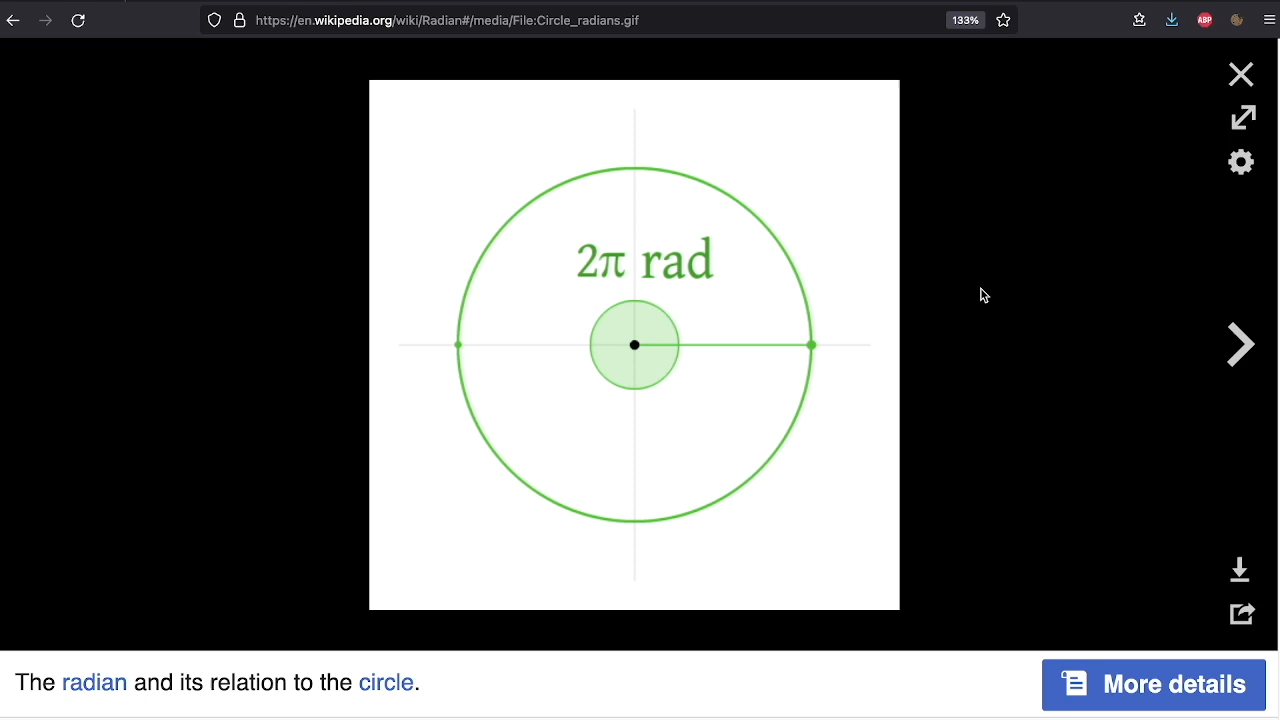 https://en.wikipedia.org/wiki/Radian#/media/File:Circle_radians.gif
133%
ABP
2π rad
The radian and its relation to the circle.
More details